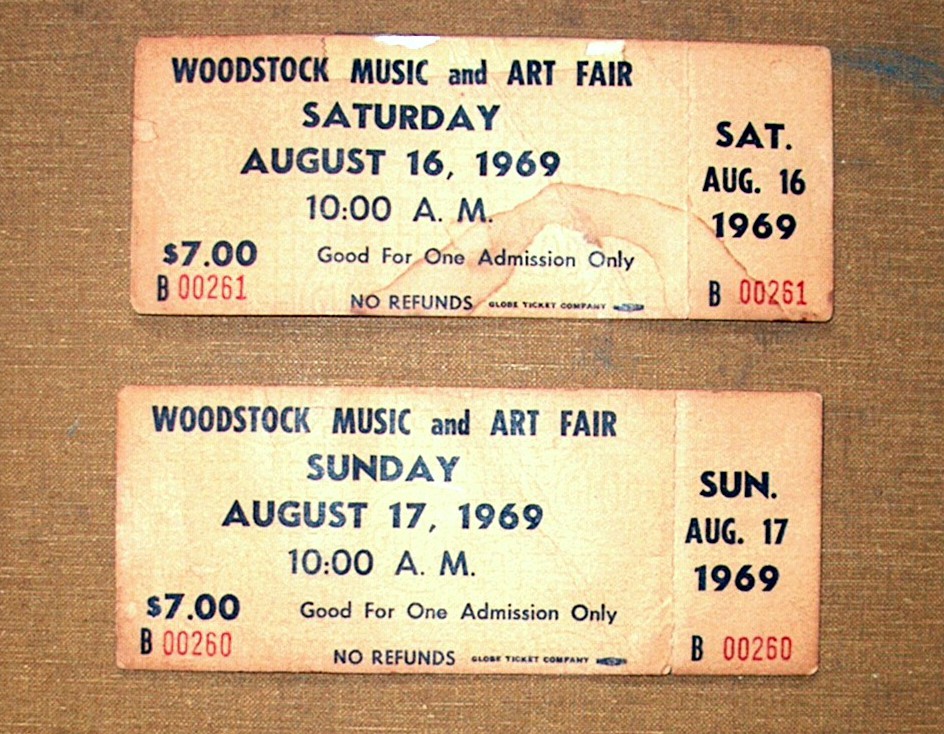 WOODSTOCK MUSIC and ART FAIR
SATURDAY
AUGUST 16, 1969
10:00 A. M.
$7.00 Good For One Admission Only
B 00261
NO REFUNDS GLOBE TICKET COMPANY
SAT.
AUG. 16
1969
B 00261
WOODSTOCK MUSIC and ART FAIR
SUNDAY
AUGUST 17, 1969
10:00 A. M.
$7.00 Good For One Admission Only
B 00260
NO REFUNDS GLOBE TICKET COMPANY
SUN.
AUG. 17
1969
B 00260